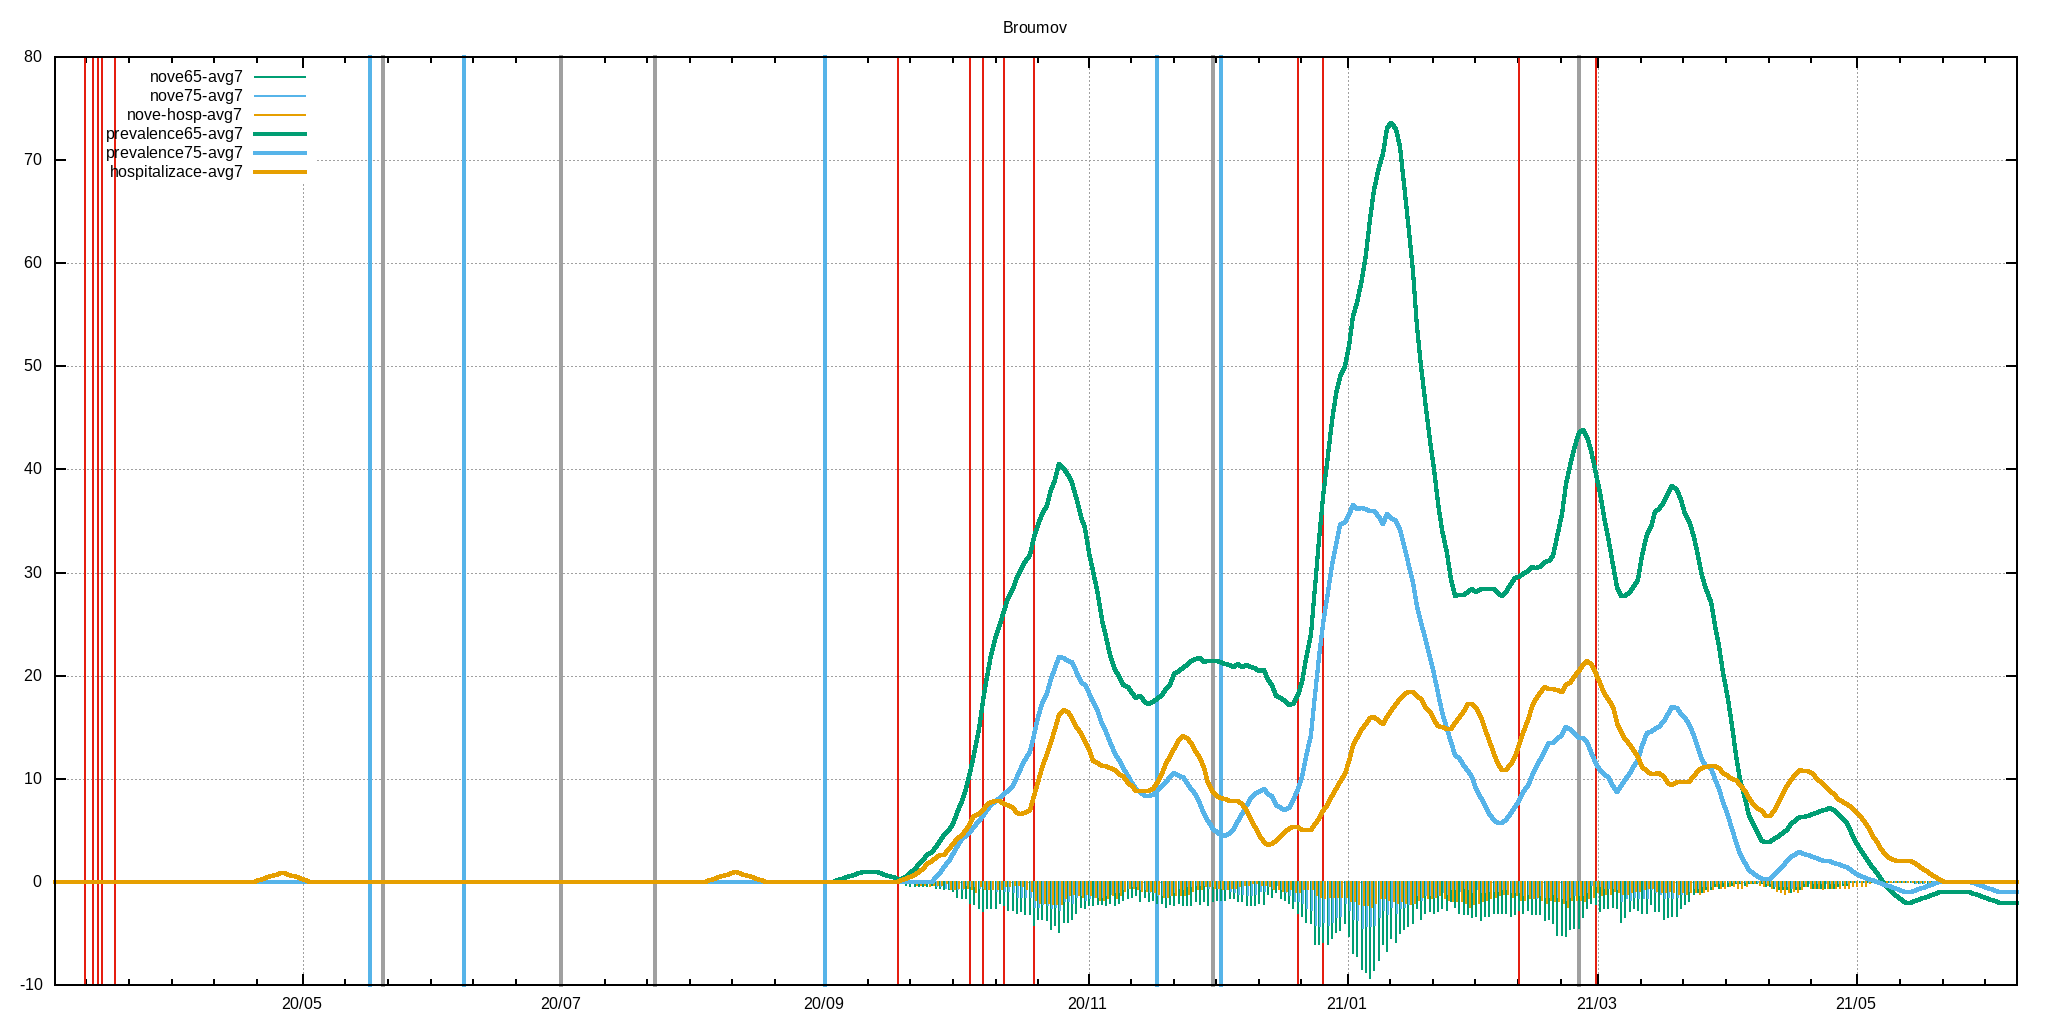 Broumov
80
nove65-avg7
nove75-avg7
nove-hosp-avg7
prevalence65-avg7
prevalence75-avg7
hospitalizace-avg7
70
60
50
40
30
20
10
0
-10
20/05 20/07 20/09 20/11 21/01 21/03 21/05